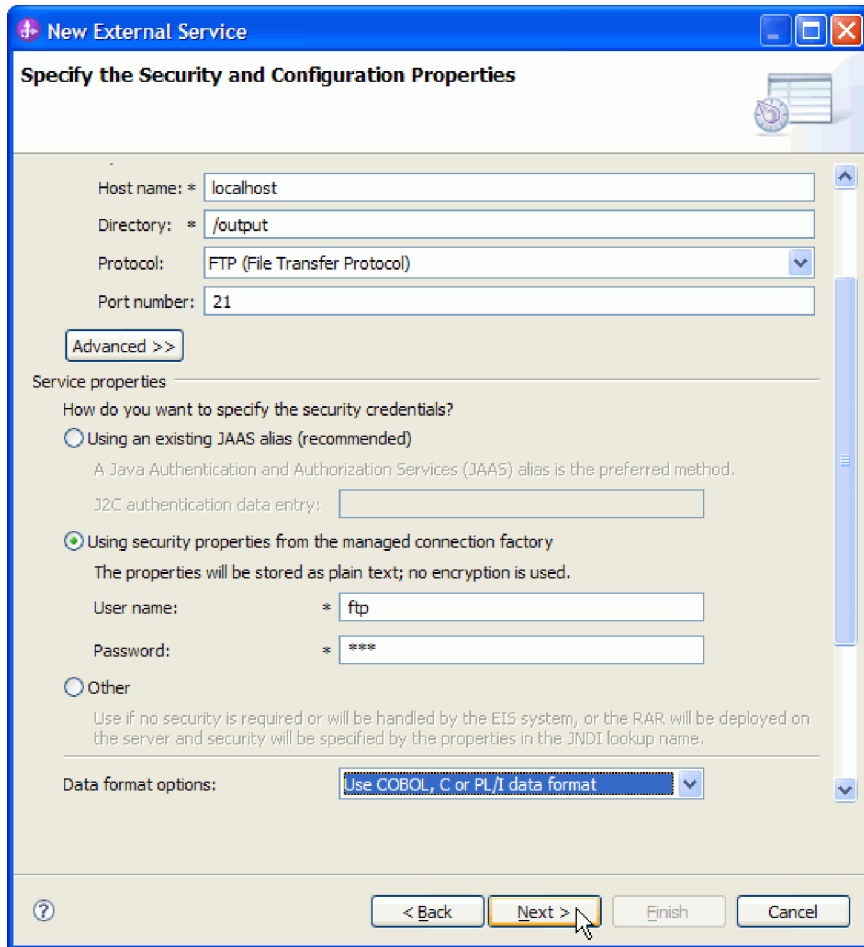 New External Service
Specify the Security and Configuration Properties
Host name: * localhost
Directory: * /output
Protocol: FTP (File Transfer Protocol)
Port number: 21
Advanced >>
Service properties
How do you want to specify the security credentials?
Using an existing JAAS alias (recommended)
A Java Authentication and Authorization Services (JAAS) alias is the preferred method.
J2C authentication data entry:
Using security properties from the managed connection factory
The properties will be stored as plain text; no encryption is used.
User name: * ftp
Password: * ***
Other
Use if no security is required or will be handled by the EIS system, or the RAR will be deployed on
the server and security will be specified by the properties in the JNDI lookup name.
Data format options: Use COBOL, C or PL/I data format
? < Back Next > Finish Cancel